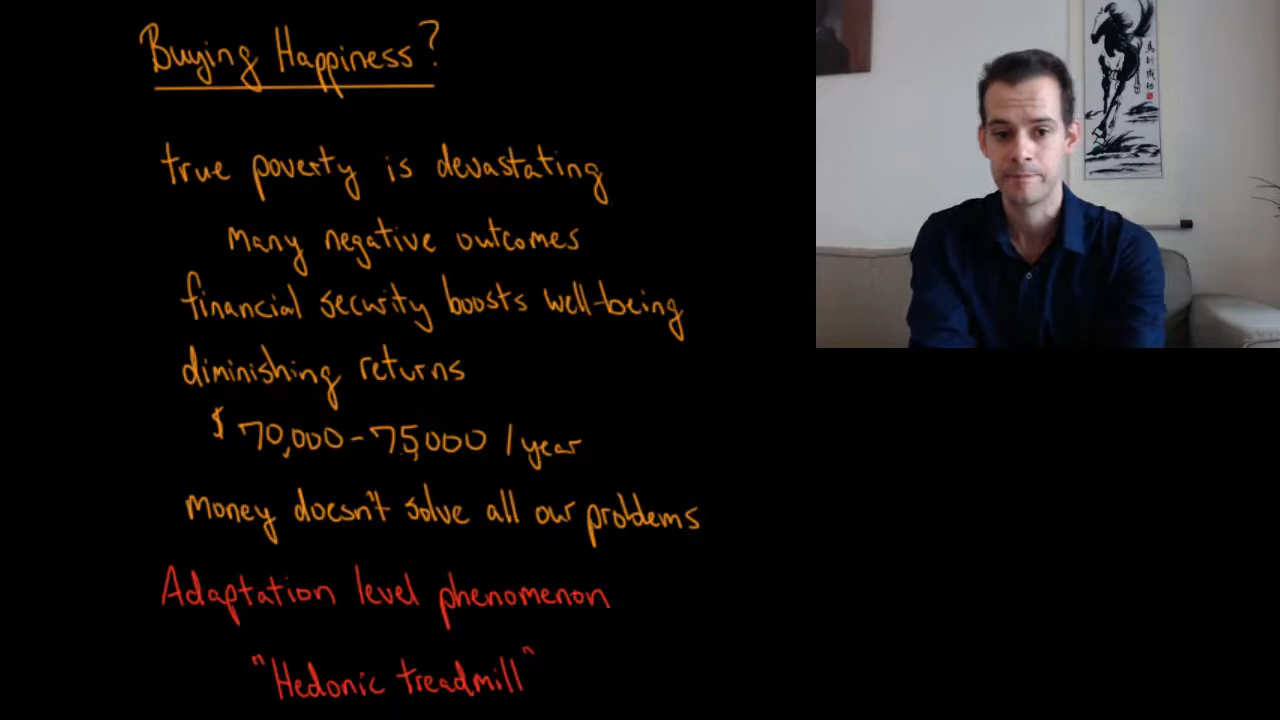 Buying Happiness?
true poverty is devastating
many negative outcomes
financial security boosts well-being
diminishing returns
$70,000-75,000 /year
money doesn't solve all our problems
Adaptation level phenomenon
"Hedonic treadmill"